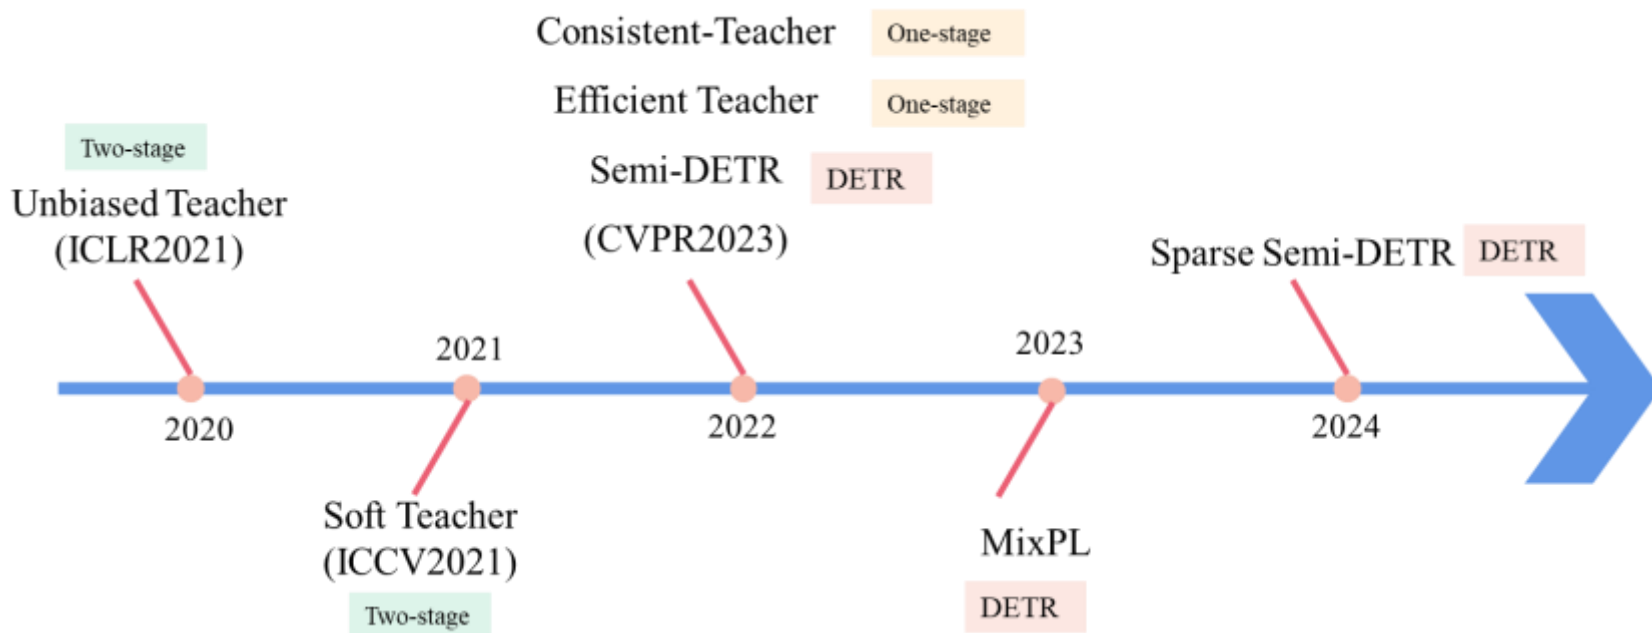 Consistent-Teacher One-stage
Efficient Teacher One-stage
Two-stage
Semi-DETR DETR
Unbiased Teacher
(ICLR2021)
(CVPR2023)
Sparse Semi-DETR DETR
2021
2023
2020
2022
2024
Soft Teacher
(ICCV2021)
Two-stage
MixPL
DETR